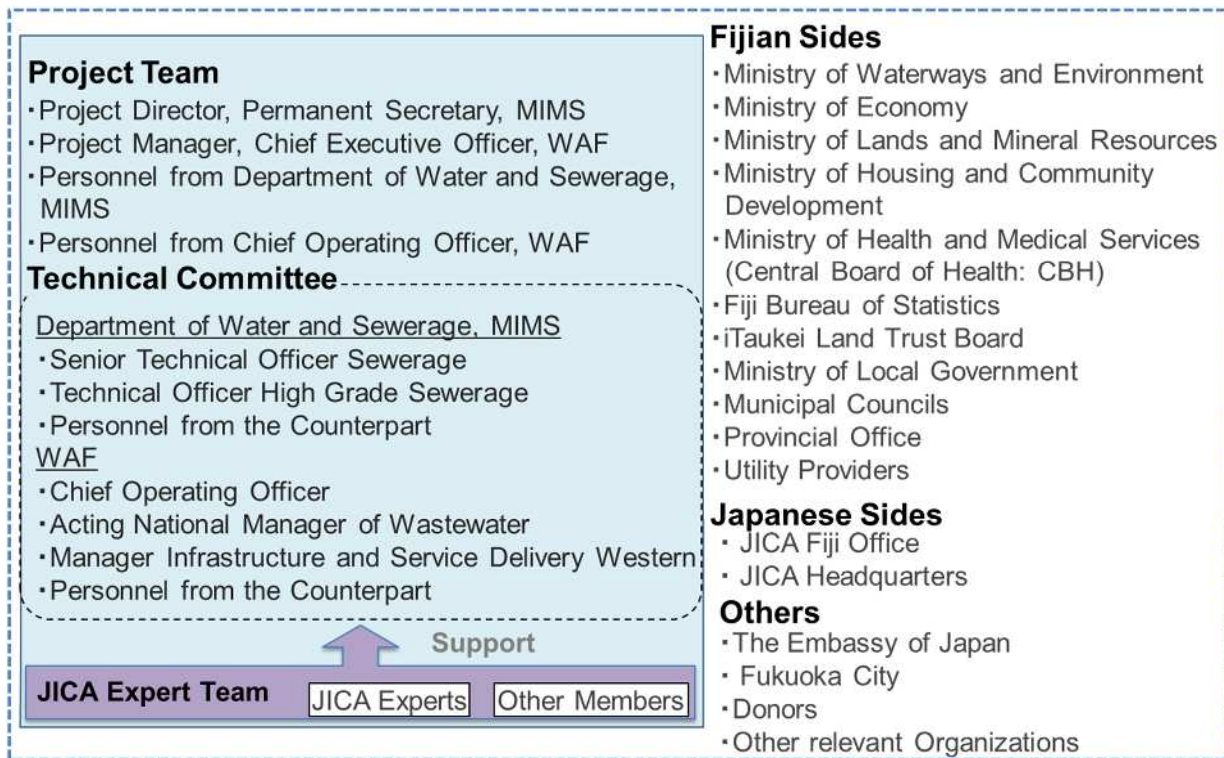 Project Team
・Project Director, Permanent Secretary, MIMS
・Project Manager, Chief Executive Officer, WAF
・Personnel from Department of Water and Sewerage,
MIMS
・Personnel from Chief Operating Officer, WAF
Technical Committee
Department of Water and Sewerage, MIMS
・Senior Technical Officer Sewerage
・Technical Officer High Grade Sewerage
・Personnel from the Counterpart
WAF
・Chief Operating Officer
・Acting National Manager of Wastewater
・Manager Infrastructure and Service Delivery Western
・Personnel from the Counterpart
Support
JICA Expert Team
JICA Experts
Other Members
Fijian Sides
・Ministry of Waterways and Environment
・Ministry of Economy
・Ministry of Lands and Mineral Resources
・Ministry of Housing and Community
Development
・Ministry of Health and Medical Services
(Central Board of Health: CBH)
・Fiji Bureau of Statistics
・iTaukei Land Trust Board
・Ministry of Local Government
・Municipal Councils
・Provincial Office
・Utility Providers
Japanese Sides
・JICA Fiji Office
・JICA Headquarters
Others
・The Embassy of Japan
・Fukuoka City
・Donors
・Other relevant Organizations